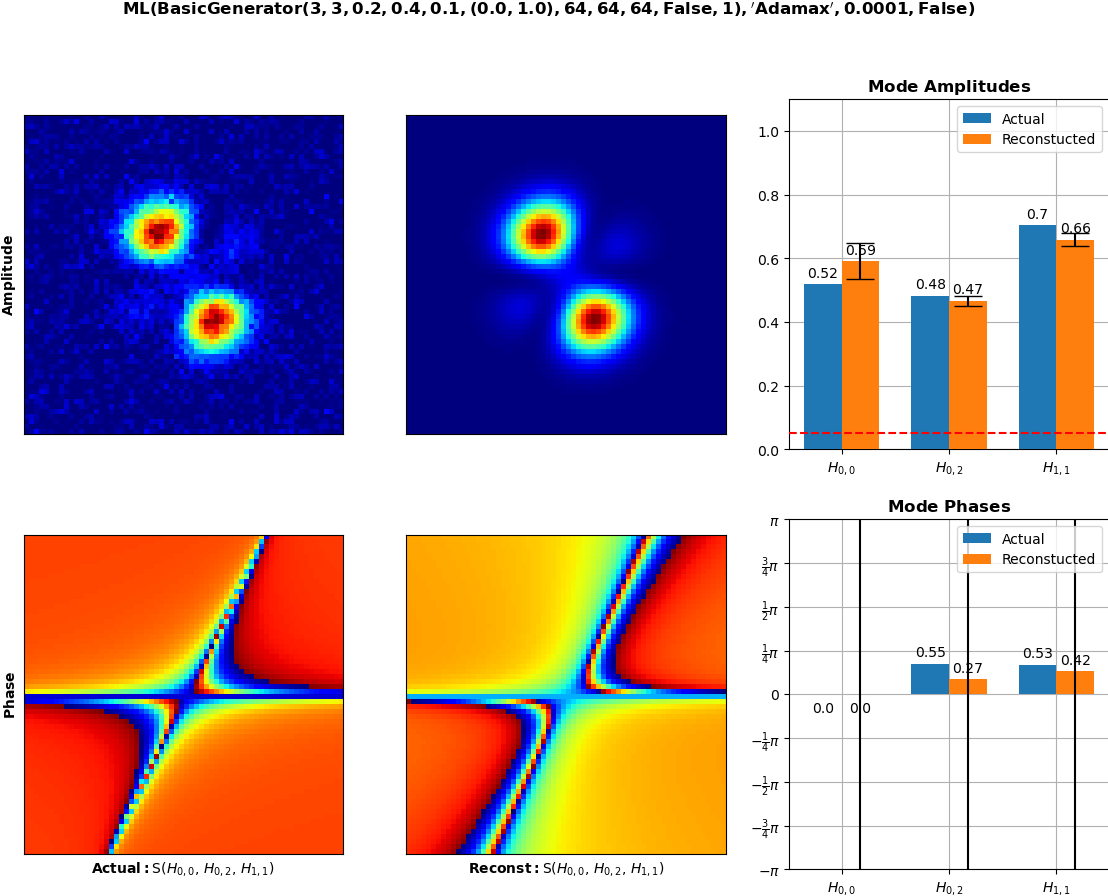 ML(BasicGenerator(3, 3, 0.2, 0.4, 0.1, (0.0, 1.0), 64, 64, 64, False, 1), ′Adamax′, 0.0001, False)
Amplitude
Mode Amplitudes
Actual
Reconstucted
1.0
0.8
0.6
0.4
0.2
0.0
0.52
0.59
0.48
0.47
0.7
0.66
H₀,₀
H₀,₂
H₁,₁
Phase
Actual: S(H₀,₀, H₀,₂, H₁,₁)
Reconst: S(H₀,₀, H₀,₂, H₁,₁)
Mode Phases
Actual
Reconstucted
π
3/4π
1/2π
1/4π
0
−1/4π
−1/2π
−3/4π
−π
0.0
0.0
0.55
0.27
0.53
0.42
H₀,₀
H₀,₂
H₁,₁